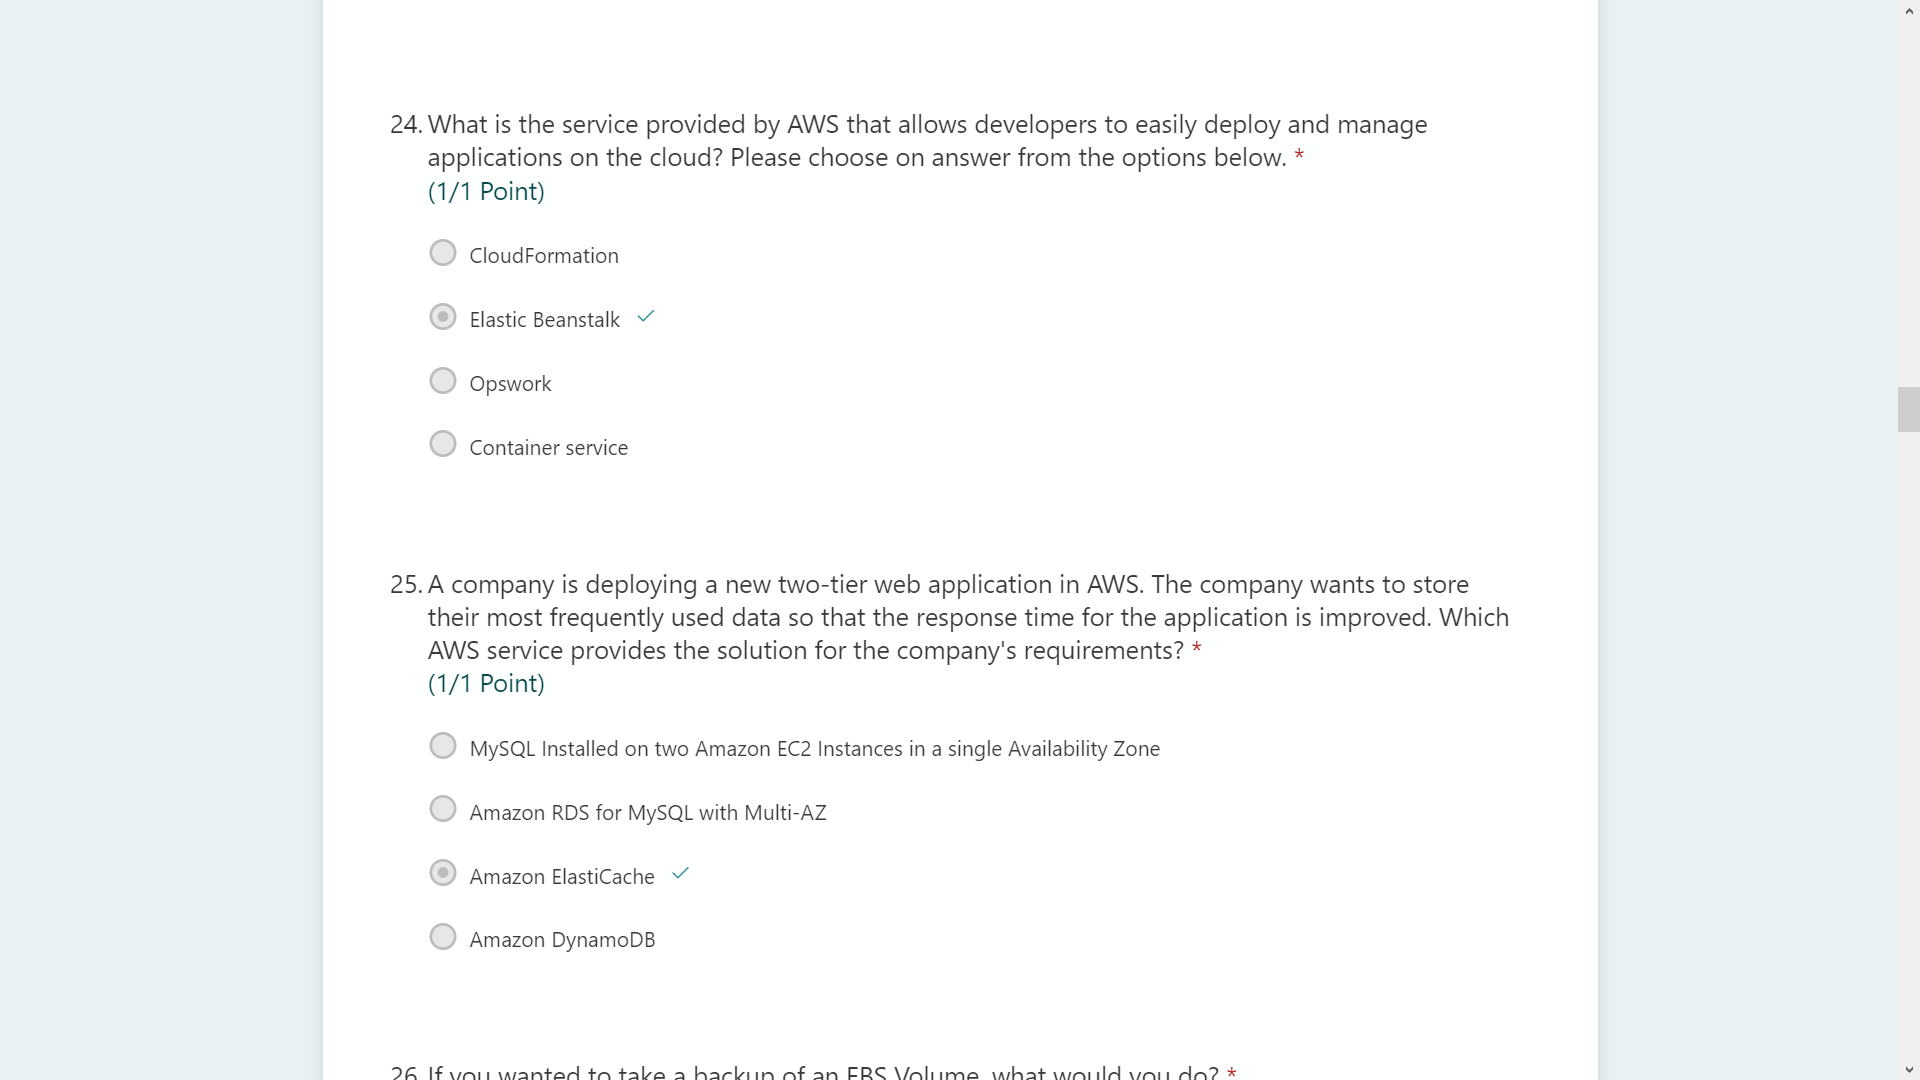 24. What is the service provided by AWS that allows developers to easily deploy and manage
applications on the cloud? Please choose on answer from the options below. *
(1/1 Point)
CloudFormation
Elastic Beanstalk
Opswork
Container service
25. A company is deploying a new two-tier web application in AWS. The company wants to store
their most frequently used data so that the response time for the application is improved. Which
AWS service provides the solution for the company's requirements? *
(1/1 Point)
MySQL Installed on two Amazon EC2 Instances in a single Availability Zone
Amazon RDS for MySQL with Multi-AZ
Amazon ElastiCache
Amazon DynamoDB
26. If you wanted to take a backup of an EBS Volume, what would you do? *